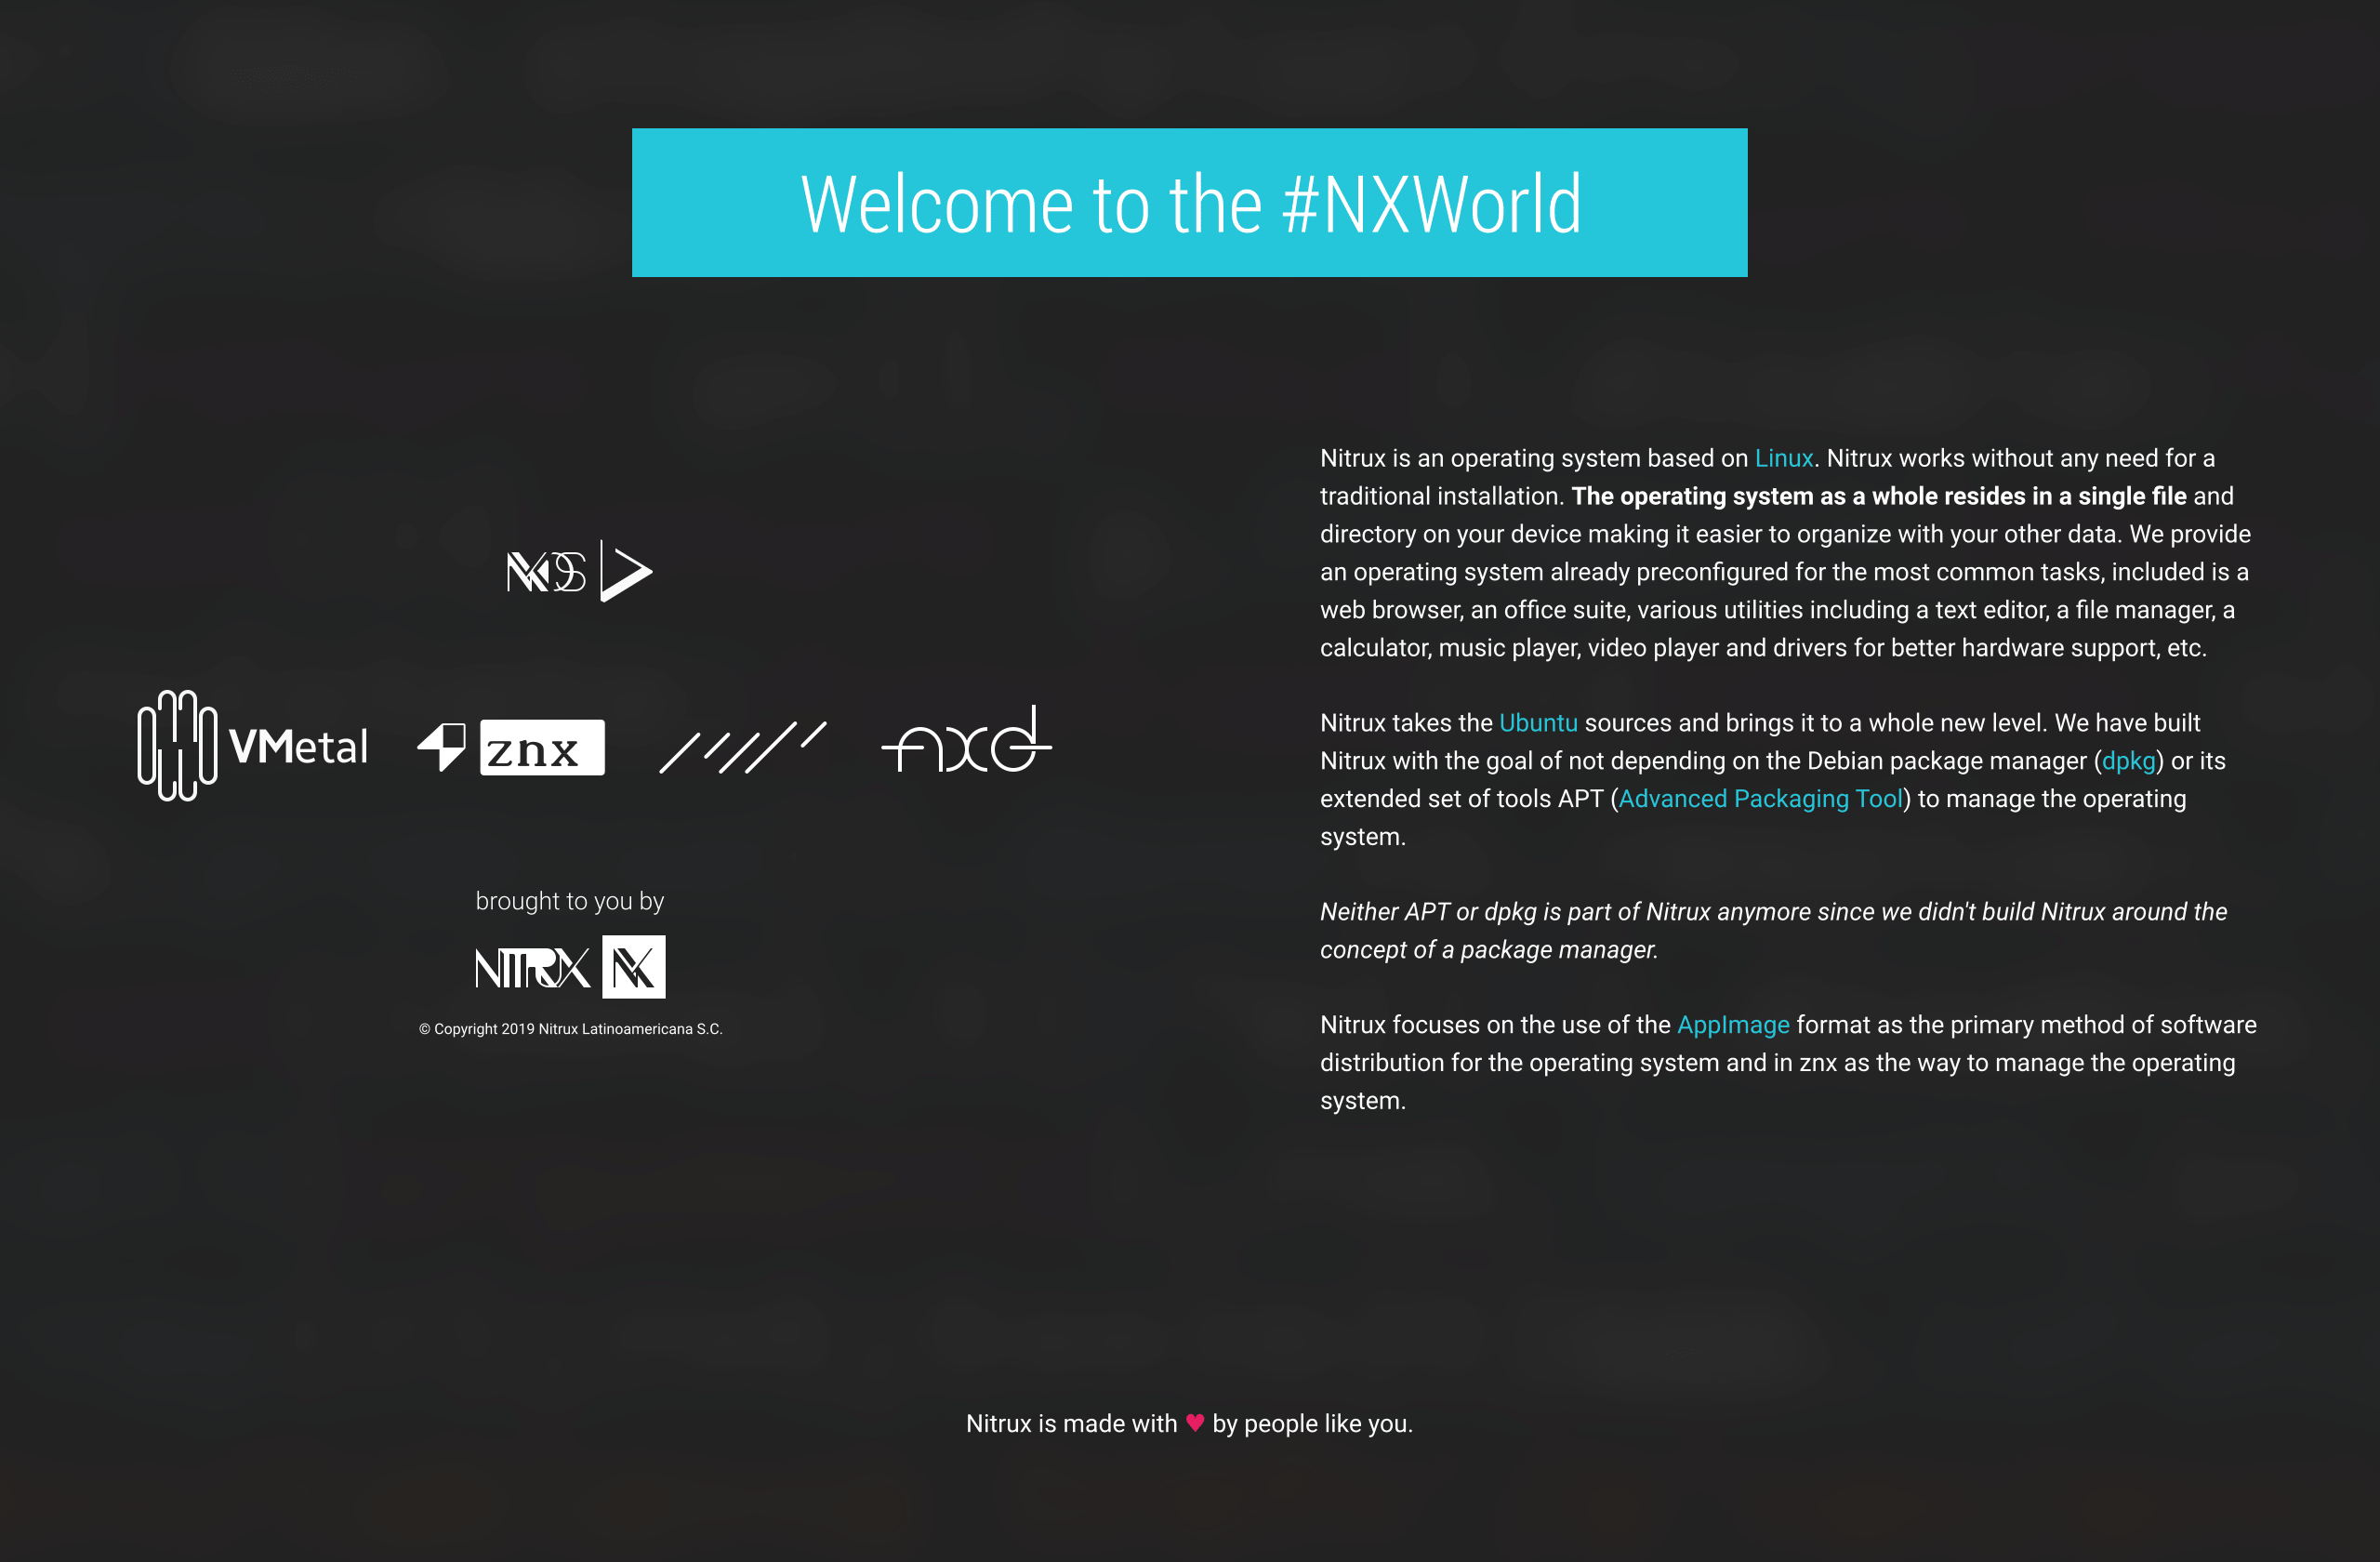 Welcome to the #NXWorld
NXOS
VMetal
znx
nxd
brought to you by
NITRUX
NX
© Copyright 2019 Nitrux Latinoamericana S.C.
Nitrux is an operating system based on Linux. Nitrux works without any need for a
traditional installation. The operating system as a whole resides in a single file and
directory on your device making it easier to organize with your other data. We provide
an operating system already preconfigured for the most common tasks, included is a
web browser, an office suite, various utilities including a text editor, a file manager, a
calculator, music player, video player and drivers for better hardware support, etc.
Nitrux takes the Ubuntu sources and brings it to a whole new level. We have built
Nitrux with the goal of not depending on the Debian package manager (dpkg) or its
extended set of tools APT (Advanced Packaging Tool) to manage the operating
system.
Neither APT or dpkg is part of Nitrux anymore since we didn't build Nitrux around the
concept of a package manager.
Nitrux focuses on the use of the AppImage format as the primary method of software
distribution for the operating system and in znx as the way to manage the operating
system.
Nitrux is made with ♥ by people like you.